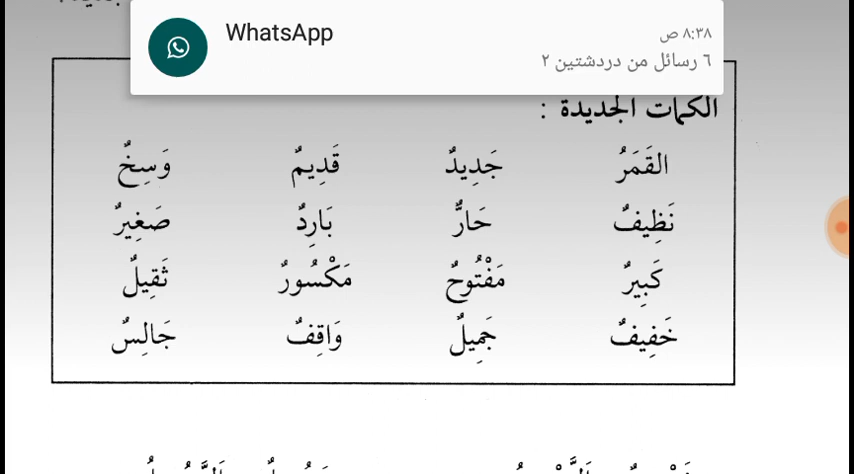 WhatsApp
٨:٣٨ ص
٦ رسائل من دردشتين ٢
الكلمات الجديدة :
القَمَرُ جَدِيدٌ قَدِيمٌ وَسِخٌ
نَظِيفٌ حَارٌّ بَارِدٌ صَغِيرٌ
كَبِيرٌ مَفْتُوحٌ مَكْسُورٌ ثَقِيلٌ
خَفِيفٌ جَمِيلٌ وَاقِفٌ جَالِسٌ